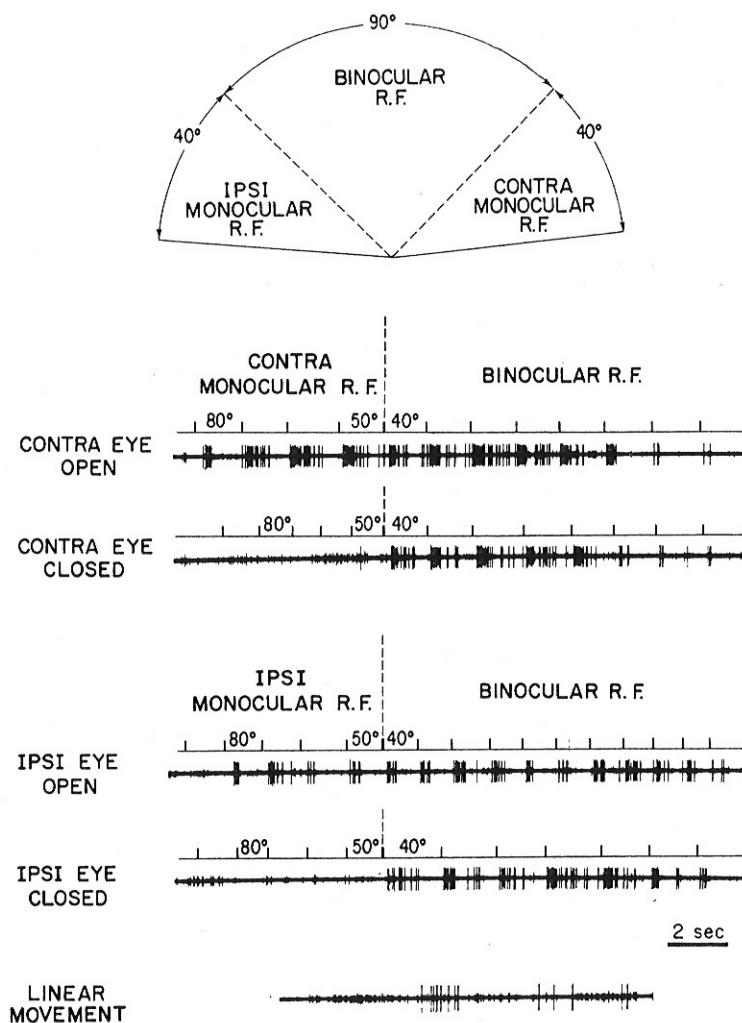 90°
BINOCULAR
R.F.
40°
40°
IPSI
MONOCULAR
R.F.
CONTRA
MONOCULAR
R.F.
CONTRA
MONOCULAR R.F.
BINOCULAR R.F.
80° 50° 40°
CONTRA EYE
OPEN
80° 50° 40°
CONTRA EYE
CLOSED
IPSI
MONOCULAR R.F.
BINOCULAR R.F.
80° 50° 40°
IPSI EYE
OPEN
80° 50° 40°
IPSI EYE
CLOSED
2 sec
LINEAR
MOVEMENT